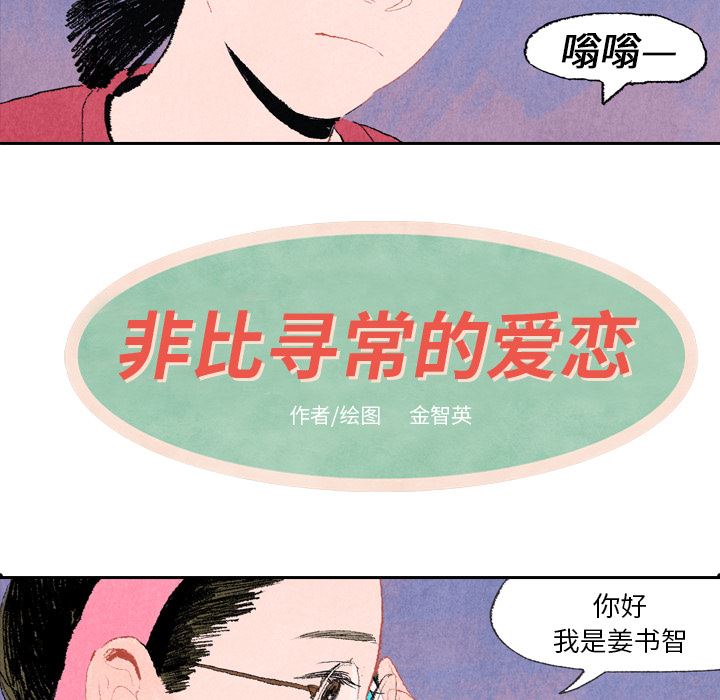 嗡嗡—
非比寻常的爱恋
作者/绘图 金智英
你好
我是姜书智